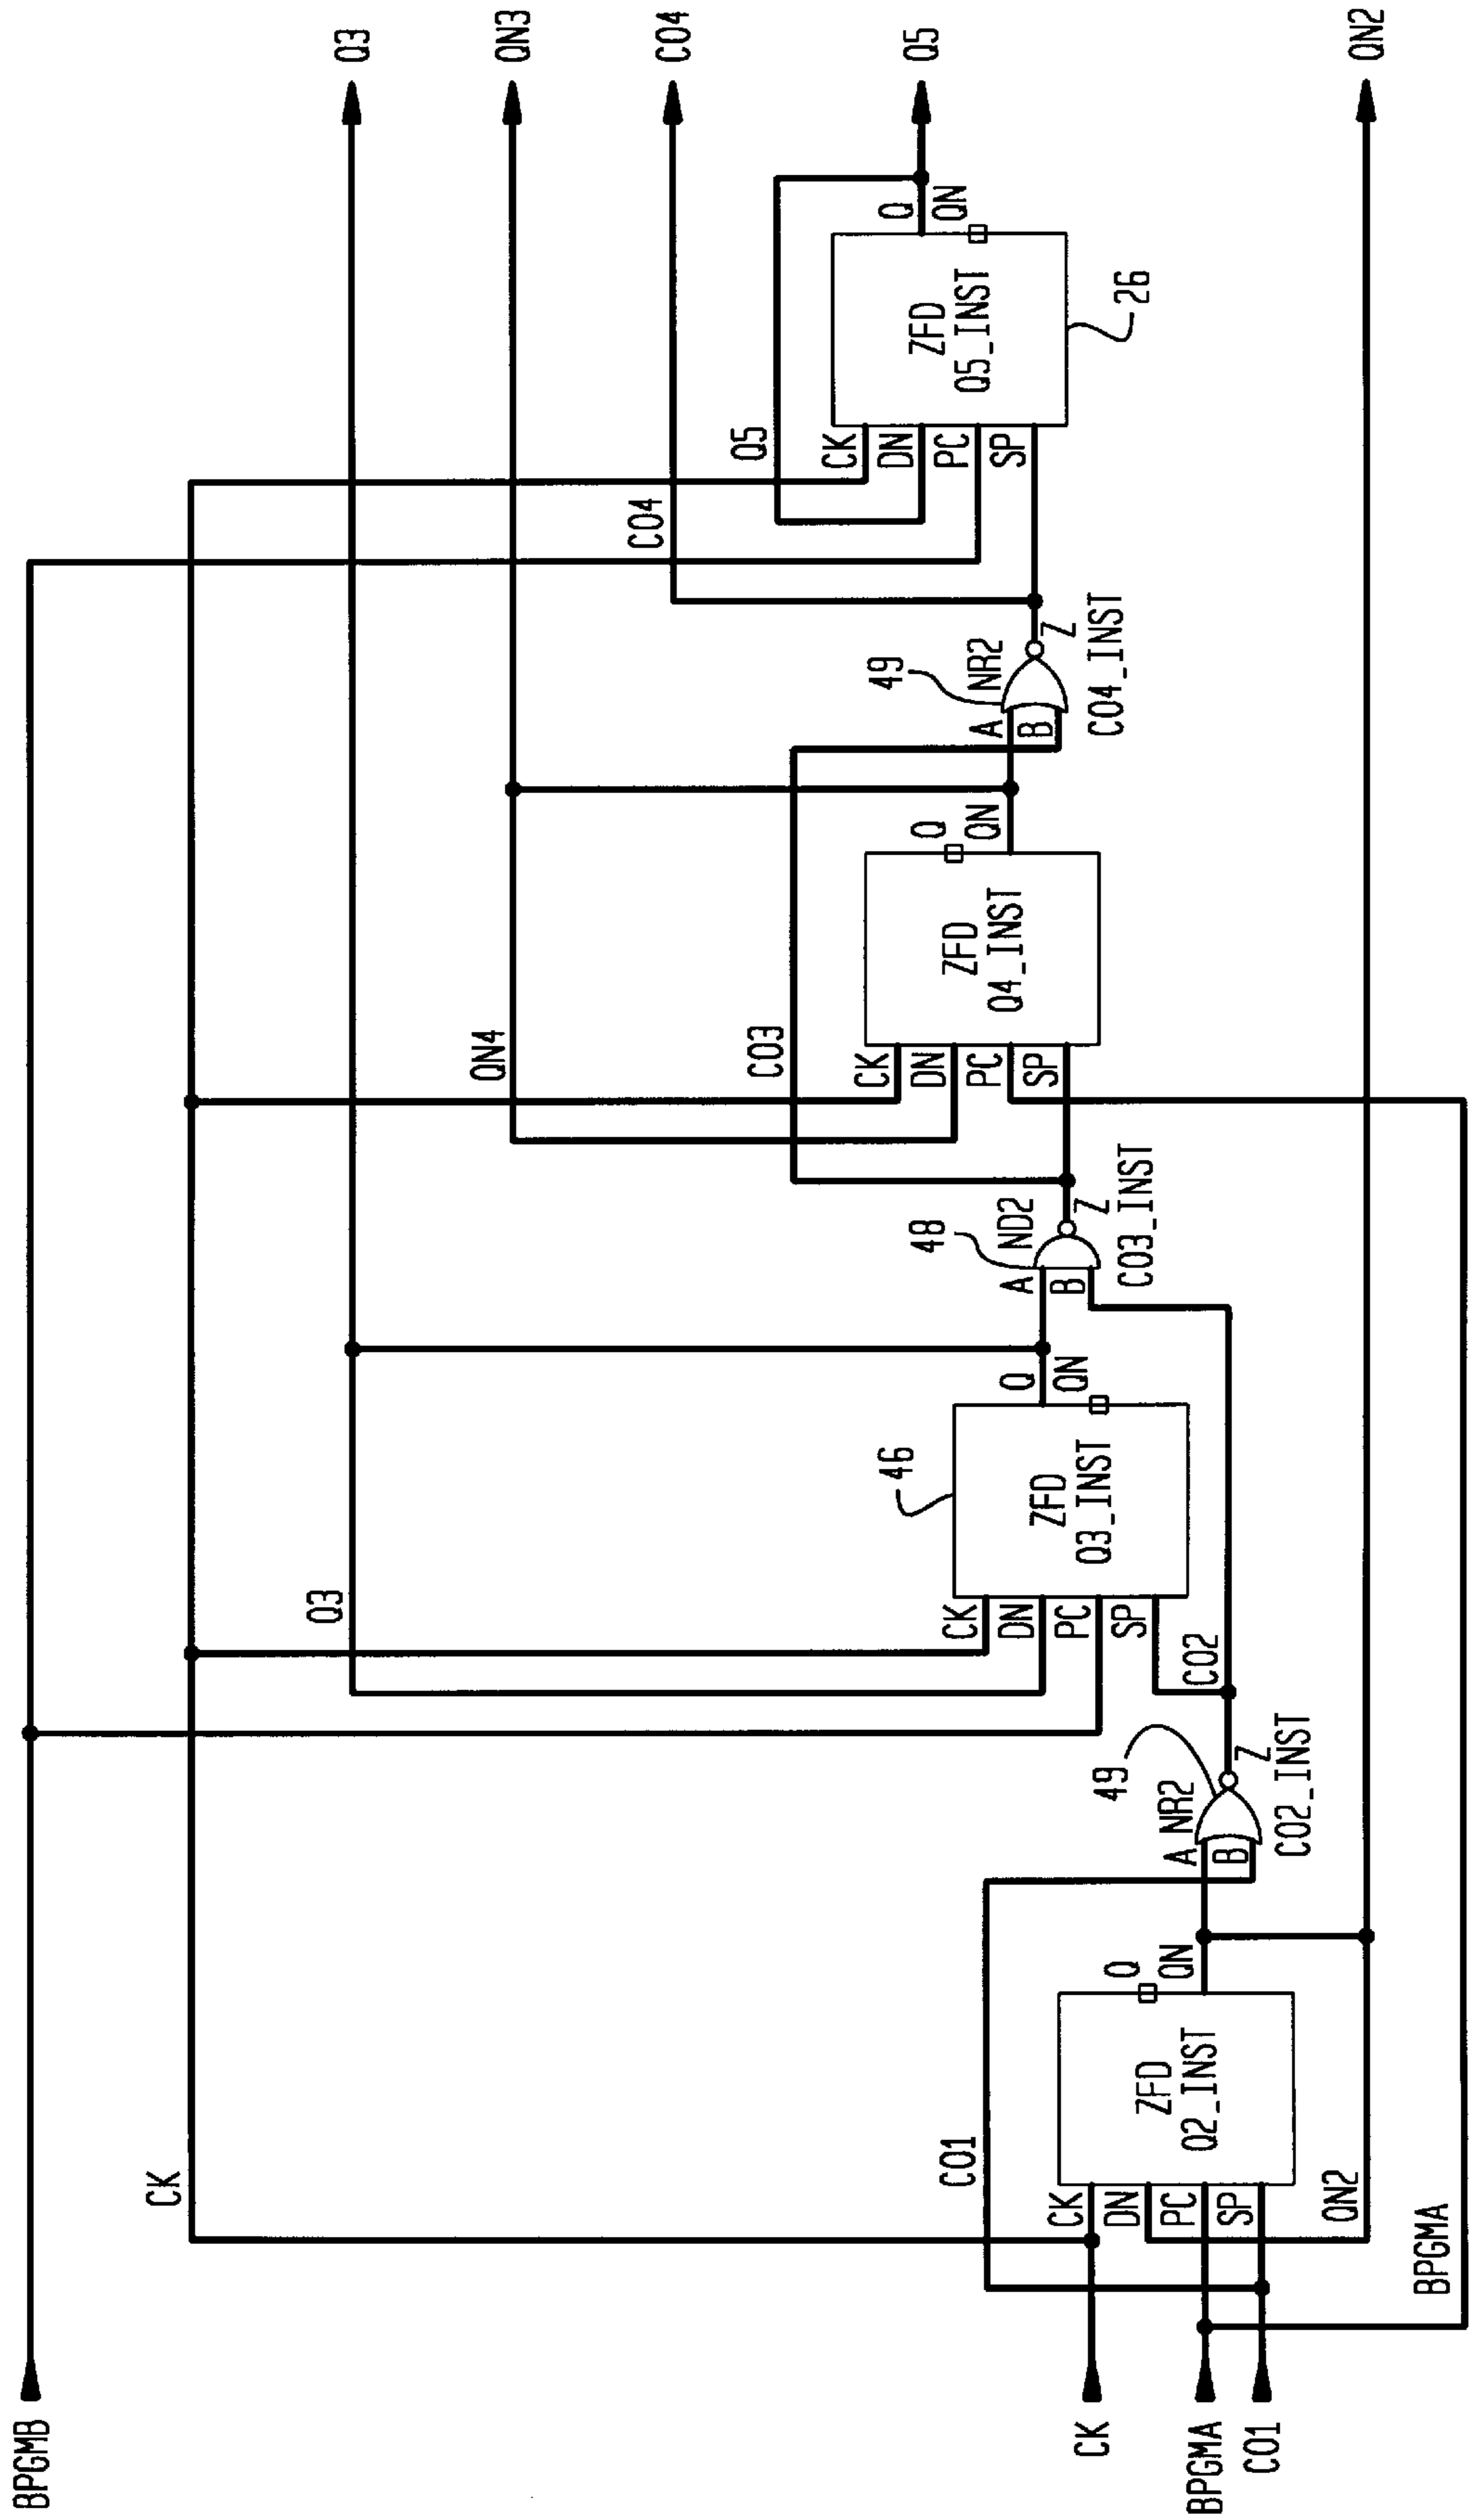 BPGMB
CK
BPGMA
CO1
CK
CO1
QN2
BPGMA
CK
DN
PC
SP
ZFD
Q2_INST
Q
QN
A
B
NR2
49
Z
CO2_INST
CO2
Q3
CK
DN
PC
SP
ZFD
Q3_INST
46
Q
QN
A
B
ND2
48
Z
CO3_INST
CO3
QN4
CK
DN
PC
SP
ZFD
Q4_INST
Q
QN
A
B
NR2
49
Z
CO4_INST
CO4
Q5
CK
DN
PC
SP
ZFD
Q5_INST
26
Q
QN
Q3
QN3
CO4
Q5
QN2